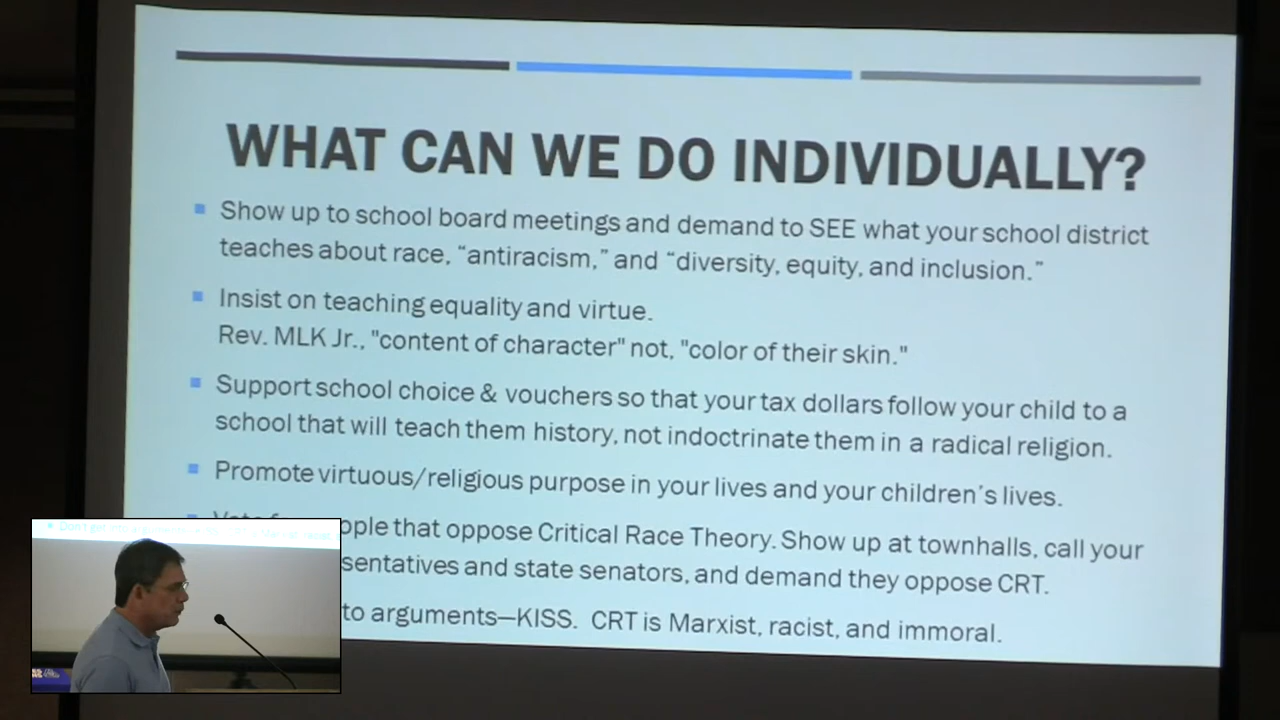 WHAT CAN WE DO INDIVIDUALLY?
Show up to school board meetings and demand to SEE what your school district
teaches about race, “antiracism,” and “diversity, equity, and inclusion.”
Insist on teaching equality and virtue.
Rev. MLK Jr., "content of character" not, "color of their skin."
Support school choice & vouchers so that your tax dollars follow your child to a
school that will teach them history, not indoctrinate them in a radical religion.
Promote virtuous/religious purpose in your lives and your children’s lives.
that oppose Critical Race Theory. Show up at townhalls, call your
and state senators, and demand they oppose CRT.
to arguments—KISS. CRT is Marxist, racist, and immoral.